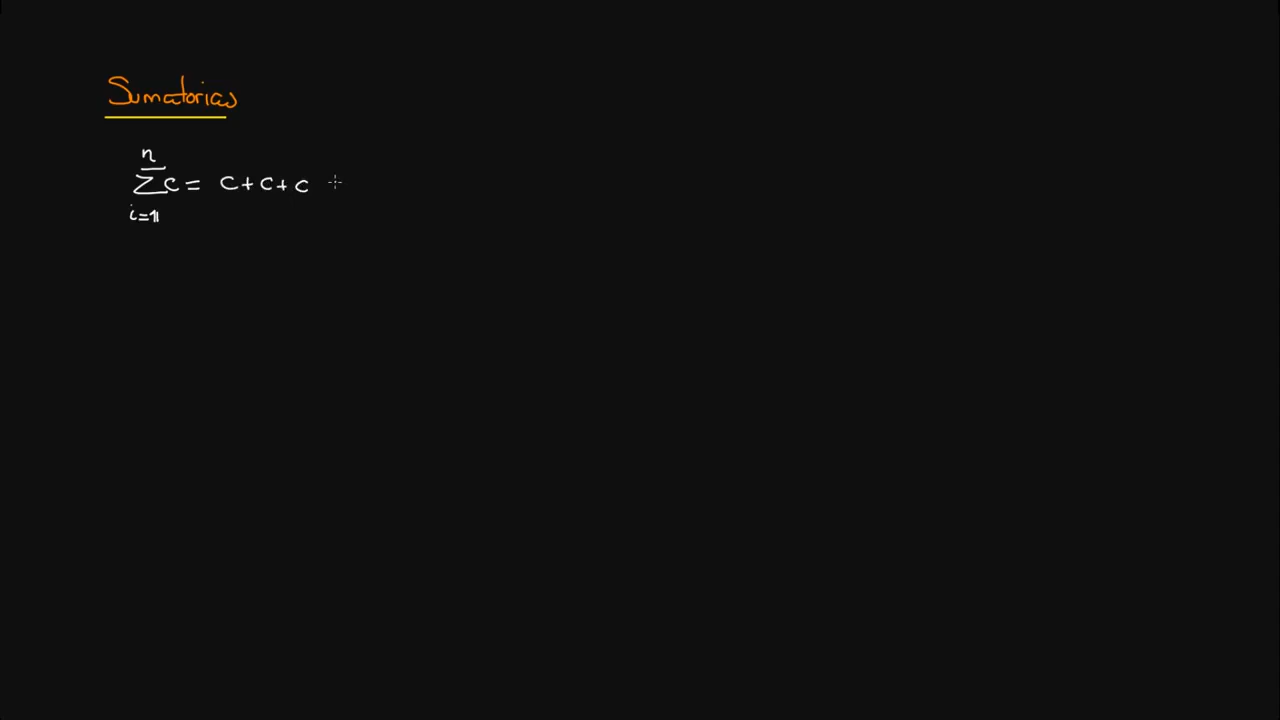 Sumatorias
n
Σ c = c + c + c
i=1